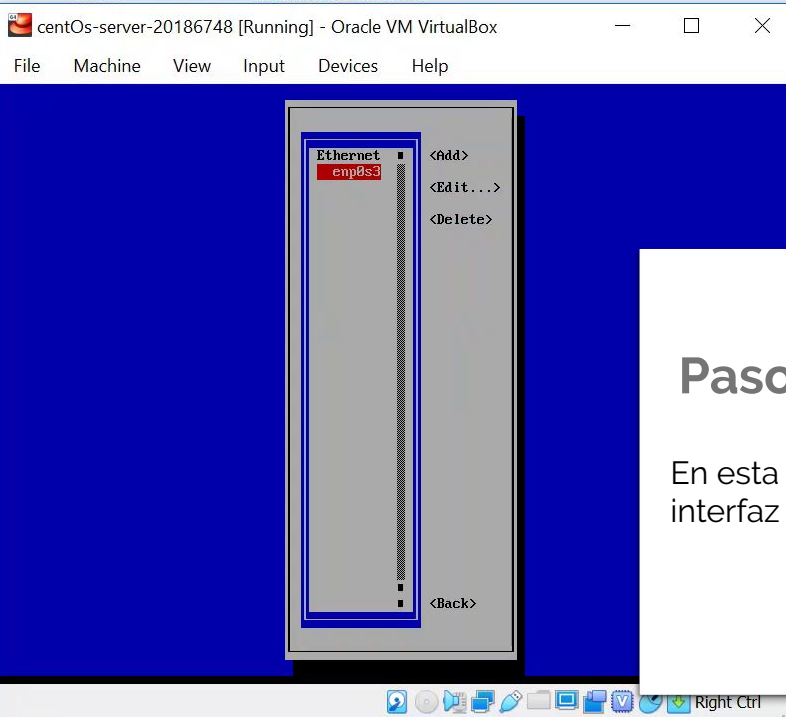 centOs-server-20186748 [Running] - Oracle VM VirtualBox
File Machine View Input Devices Help
Ethernet
enp0s3
<Add>
<Edit...>
<Delete>
<Back>
Paso
En esta
interfaz
Right Ctrl